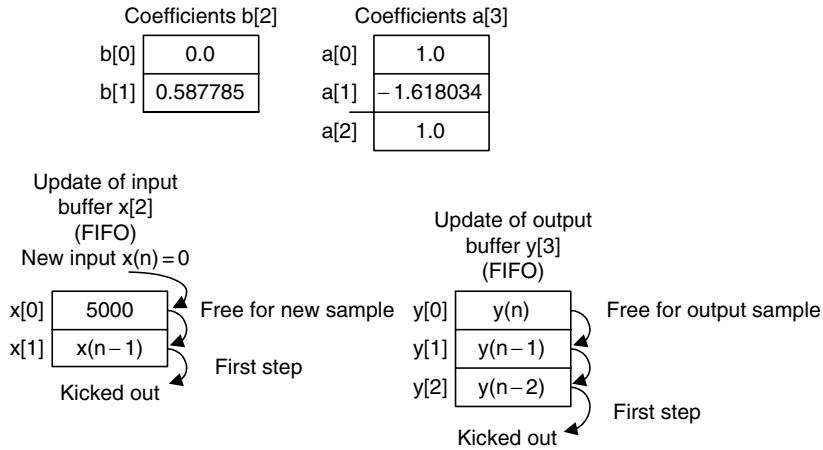 Coefficients b[2]
b[0] 0.0
b[1] 0.587785
Coefficients a[3]
a[0] 1.0
a[1] −1.618034
a[2] 1.0
Update of input
buffer x[2]
(FIFO)
New input x(n)=0
x[0] 5000 Free for new sample
x[1] x(n−1)
First step
Kicked out
Update of output
buffer y[3]
(FIFO)
y[0] y(n) Free for output sample
y[1] y(n−1)
y[2] y(n−2)
First step
Kicked out